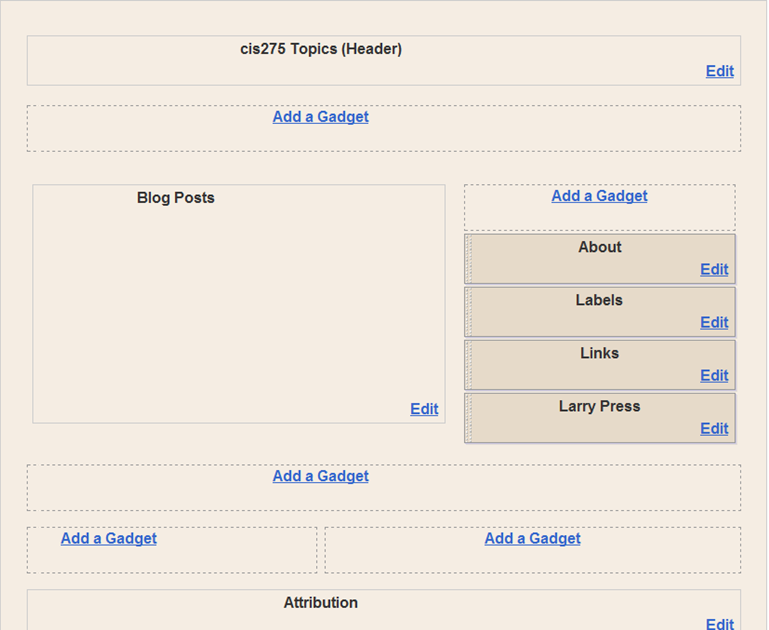 cis275 Topics (Header)
Edit
Add a Gadget
Blog Posts
Edit
Add a Gadget
About
Edit
Labels
Edit
Links
Edit
Larry Press
Edit
Add a Gadget
Add a Gadget
Add a Gadget
Attribution
Edit